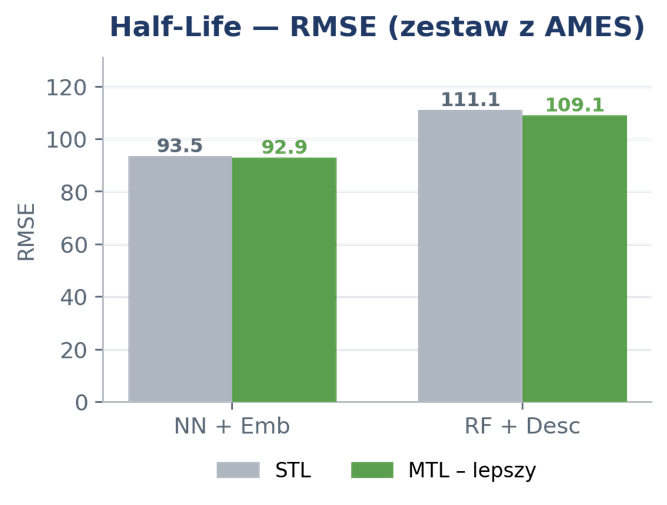 Half-Life — RMSE (zestaw z AMES)
RMSE
120
100
80
60
40
20
0
93.5
92.9
111.1
109.1
NN + Emb
RF + Desc
STL
MTL – lepszy